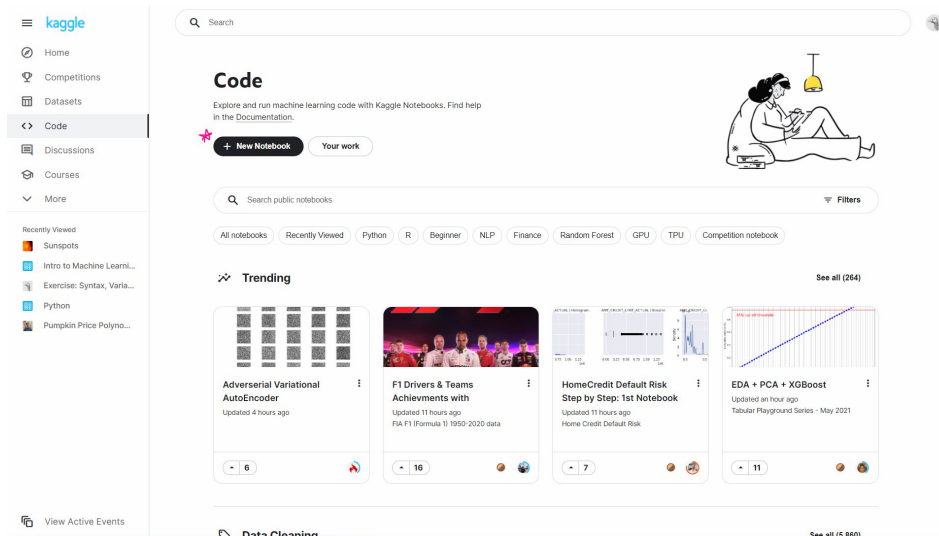 kaggle
Search
Home
Competitions
Datasets
Code
Discussions
Courses
More
Recently Viewed
Sunspots
Intro to Machine Learni...
Exercise: Syntax, Varia...
Python
Pumpkin Price Polyno...
View Active Events
Code
Explore and run machine learning code with Kaggle Notebooks. Find help
in the Documentation.
+ New Notebook
Your work
Search public notebooks
Filters
All notebooks
Recently Viewed
Python
R
Beginner
NLP
Finance
Random Forest
GPU
TPU
Competition notebook
Trending
See all (264)
Adverserial Variational
AutoEncoder
Updated 4 hours ago
6
F1 Drivers & Teams
Achievments with
Updated 11 hours ago
FIA F1 (Formula 1) 1950-2020 data
16
HomeCredit Default Risk
Step by Step: 1st Notebook
Updated 11 hours ago
Home Credit Default Risk
7
EDA + PCA + XGBoost
Updated an hour ago
Tabular Playground Series - May 2021
11
Data Cleaning
See all (5,860)